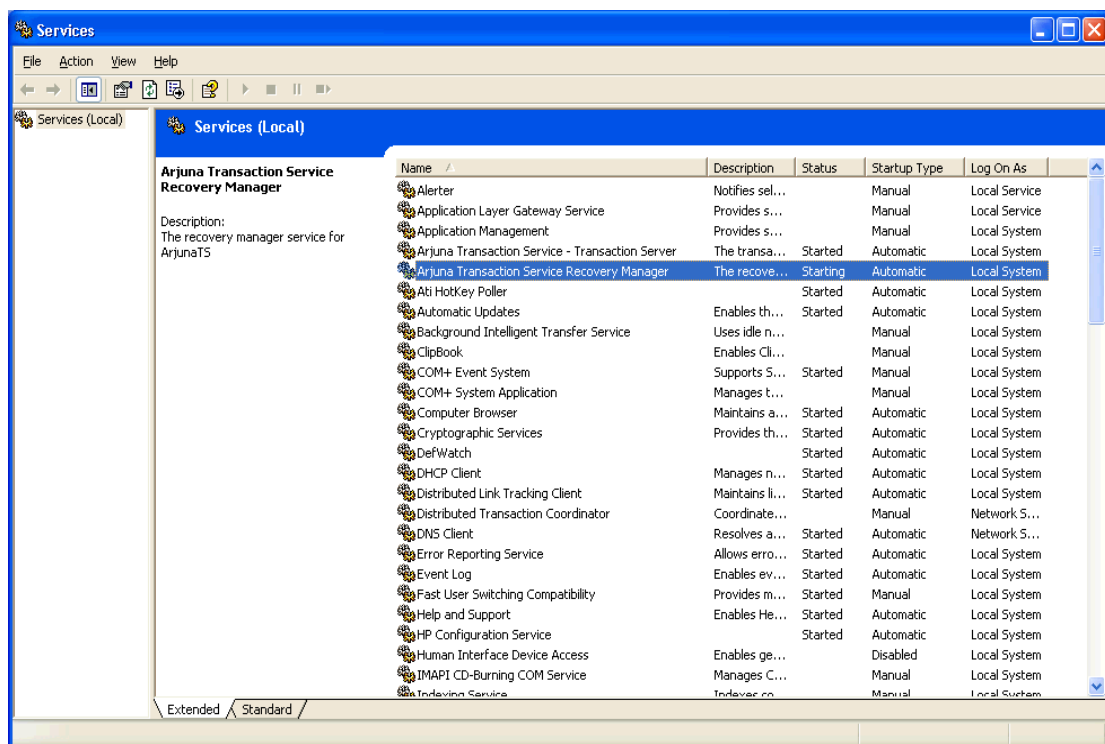 Services
File Action View Help
Services (Local)
Services (Local)
Arjuna Transaction Service
Recovery Manager
Description:
The recovery manager service for
ArjunaTS
Name Description Status Startup Type Log On As
Alerter Notifies sel... Manual Local Service
Application Layer Gateway Service Provides s... Manual Local Service
Application Management Provides s... Manual Local System
Arjuna Transaction Service - Transaction Server The transa... Started Automatic Local System
Arjuna Transaction Service Recovery Manager The recove... Starting Automatic Local System
Ati HotKey Poller Started Automatic Local System
Automatic Updates Enables th... Started Automatic Local System
Background Intelligent Transfer Service Uses idle n... Manual Local System
ClipBook Enables Cli... Manual Local System
COM+ Event System Supports S... Started Manual Local System
COM+ System Application Manages t... Manual Local System
Computer Browser Maintains a... Started Automatic Local System
Cryptographic Services Provides th... Started Automatic Local System
DefWatch Started Automatic Local System
DHCP Client Manages n... Started Automatic Local System
Distributed Link Tracking Client Maintains li... Started Automatic Local System
Distributed Transaction Coordinator Coordinate... Manual Network S...
DNS Client Resolves a... Started Automatic Network S...
Error Reporting Service Allows erro... Started Automatic Local System
Event Log Enables ev... Started Automatic Local System
Fast User Switching Compatibility Provides m... Started Manual Local System
Help and Support Enables He... Started Automatic Local System
HP Configuration Service Started Automatic Local System
Human Interface Device Access Enables ge... Disabled Local System
IMAPI CD-Burning COM Service Manages C... Manual Local System
Indexing Service Indexes co... Manual Local System
Extended Standard